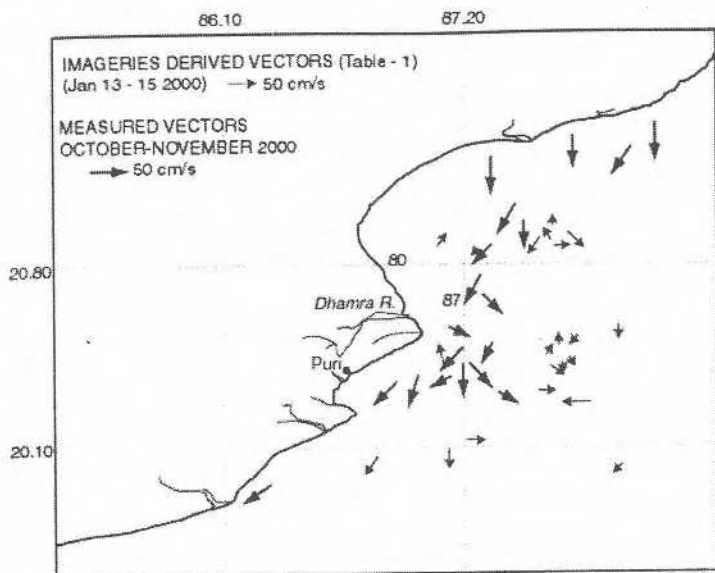 86.10 87.20
IMAGERIES DERIVED VECTORS (Table - 1)
(Jan 13 - 15 2000) 50 cm/s
MEASURED VECTORS
OCTOBER-NOVEMBER 2000
50 cm/s
80
20.80
87
Dhamra R.
Puri
20.10